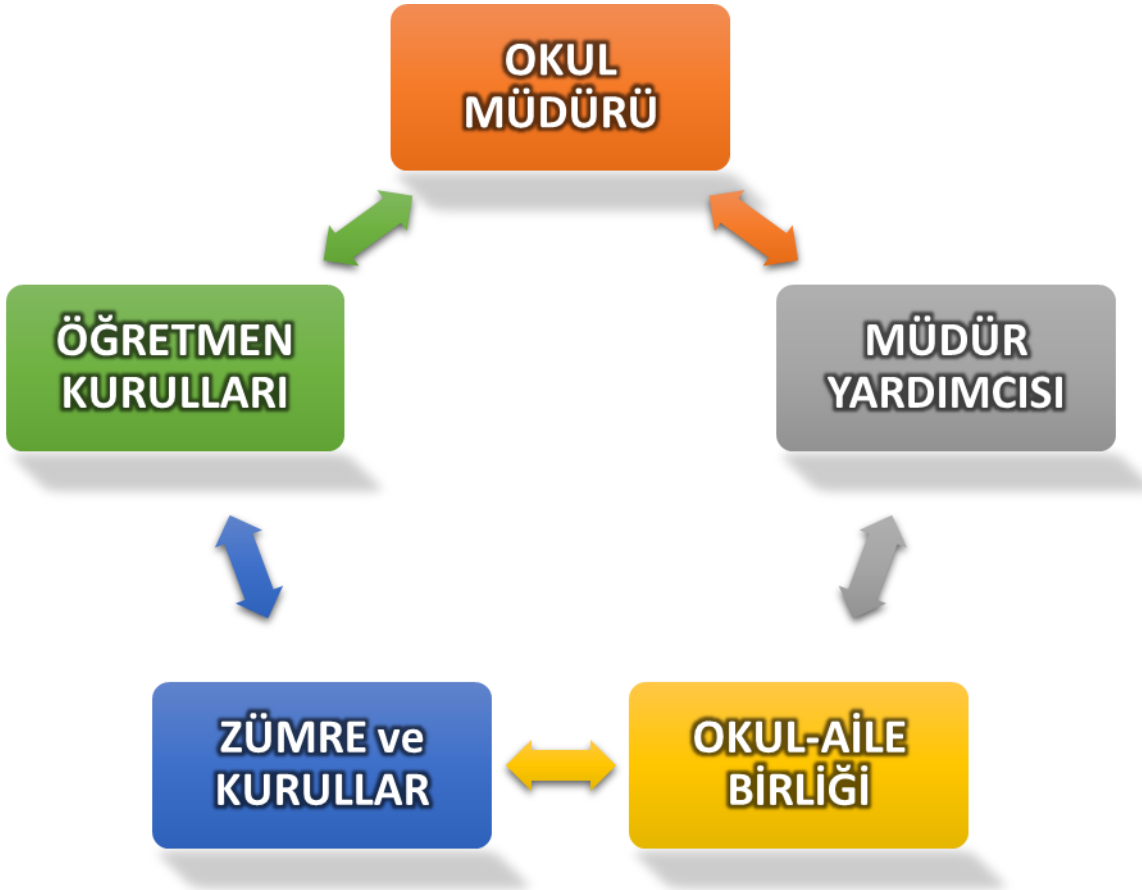 OKUL
MÜDÜRÜ
ÖĞRETMEN
KURULLARI
MÜDÜR
YARDIMCISI
ZÜMRE ve
KURULLAR
OKUL-AİLE
BİRLİĞİ